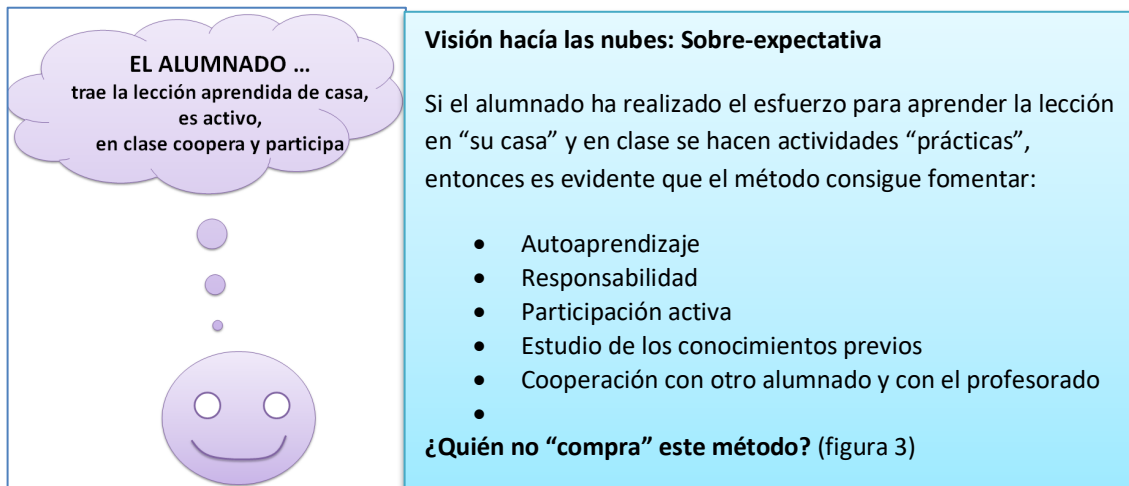 EL ALUMNADO ...
trae la lección aprendida de casa,
es activo,
en clase coopera y participa
Visión hacía las nubes: Sobre-expectativa
Si el alumnado ha realizado el esfuerzo para aprender la lección
en “su casa” y en clase se hacen actividades “prácticas”,
entonces es evidente que el método consigue fomentar:
• Autoaprendizaje
• Responsabilidad
• Participación activa
• Estudio de los conocimientos previos
• Cooperación con otro alumnado y con el profesorado
•
¿Quién no “compra” este método? (figura 3)